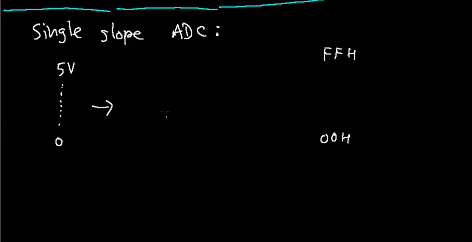 Single slope ADC:
FFH
5V
→
0
00H